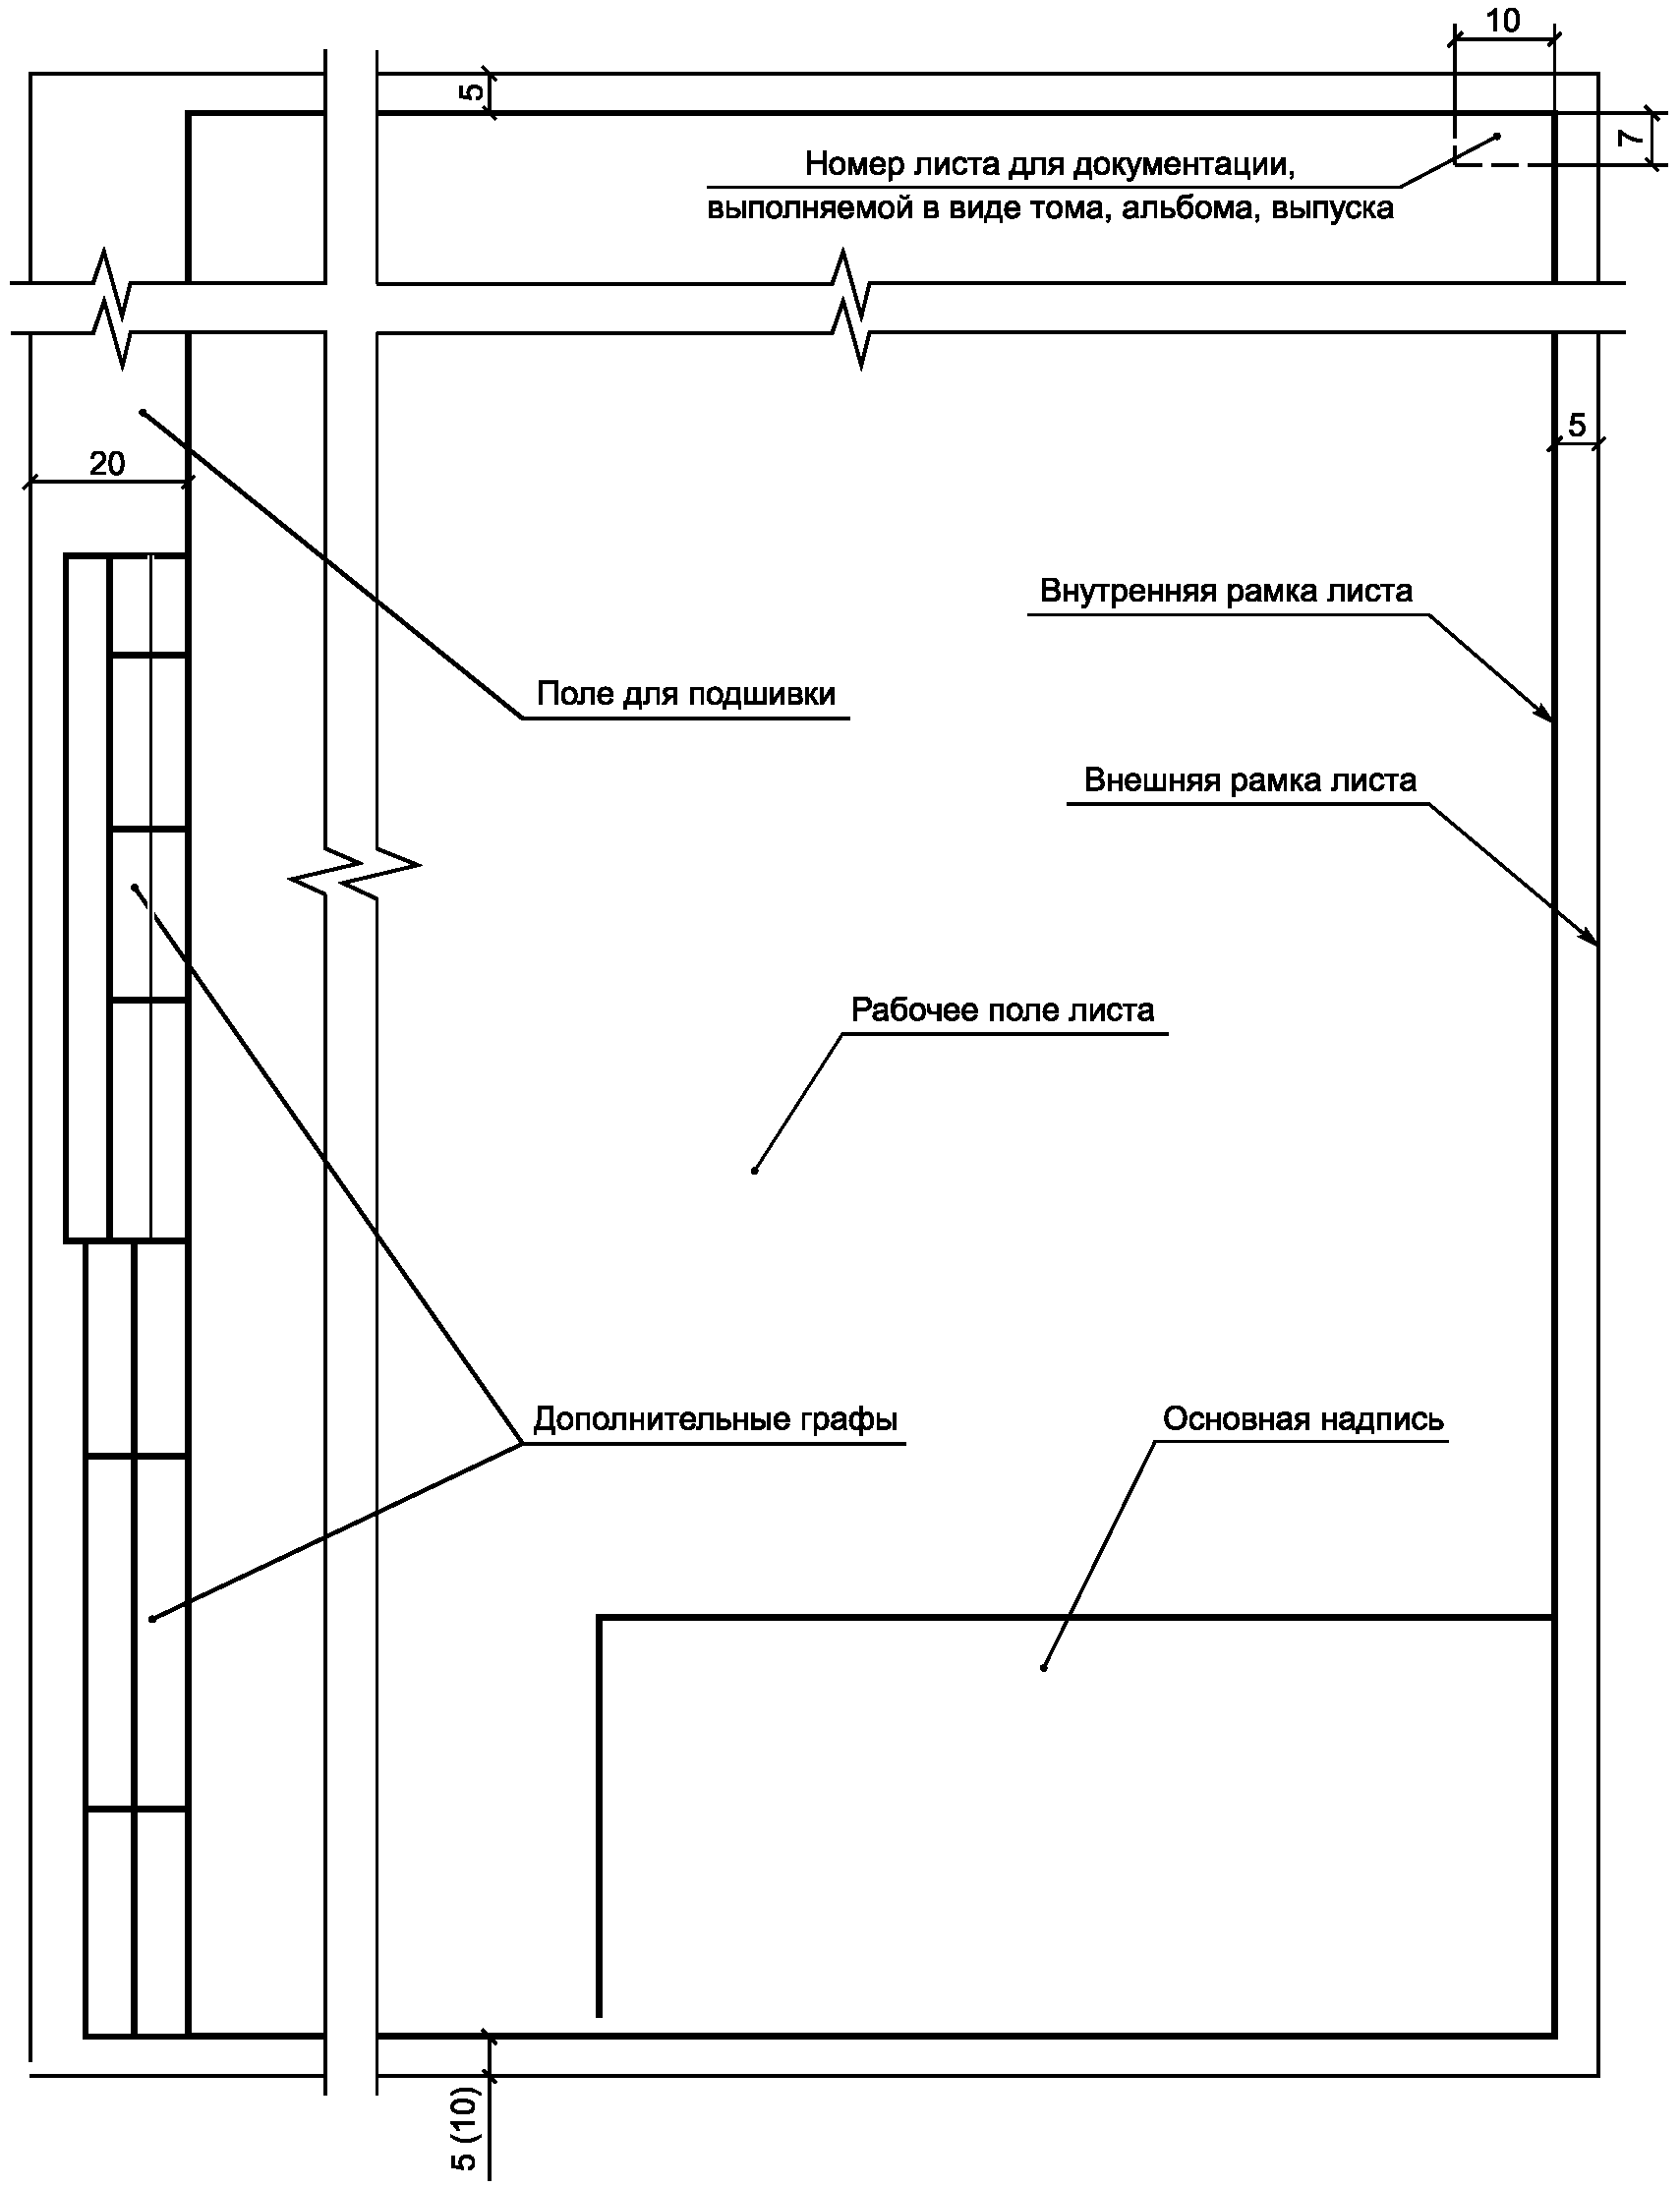 10
5
7
Номер листа для документации,
выполняемой в виде тома, альбома, выпуска
5
20
Внутренняя рамка листа
Поле для подшивки
Внешняя рамка листа
Рабочее поле листа
Дополнительные графы
Основная надпись
5 (10)